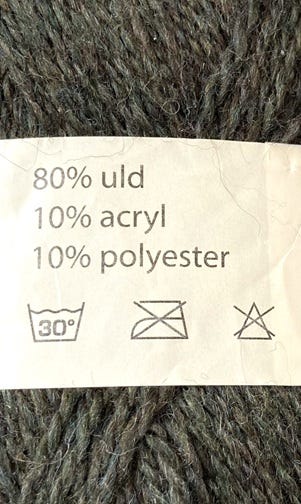 80% uld
10% acryl
10% polyester
30°